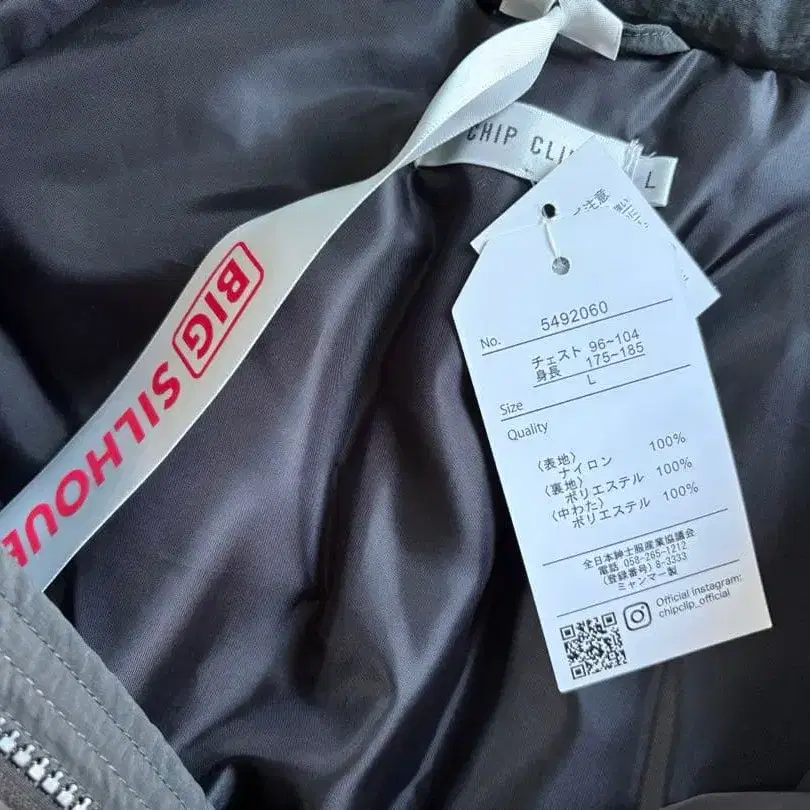 CHIP CLI
L
BIG SILHOUE
ご注意
No. 5492060
チェスト 96~104
身長 175~185
Size L
Quality
〈表地〉
ナイロン 100%
〈裏地〉
ポリエステル 100%
〈中わた〉
ポリエステル 100%
全日本紳士服産業協議会
電話 058-265-1212
(登録番号) 8-3333
ミャンマー製
Official Instagram:
chipclip_official